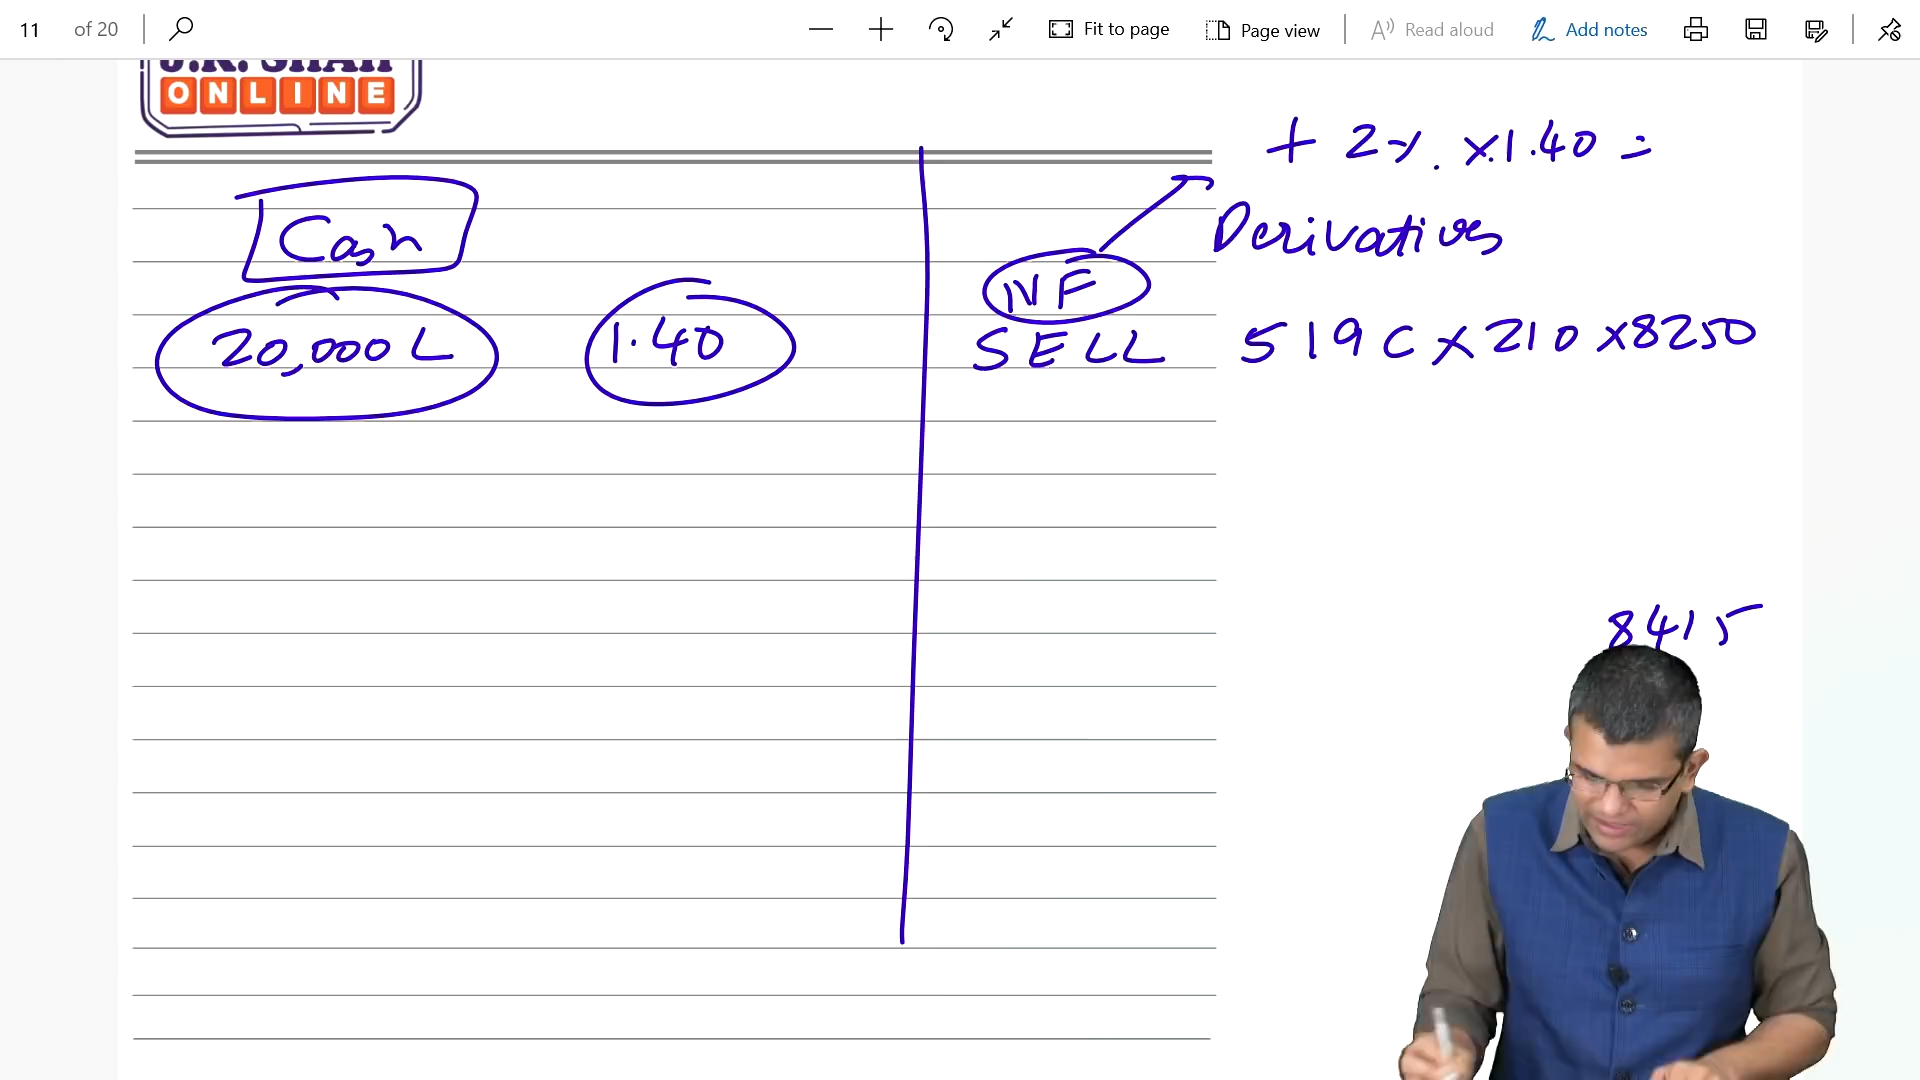 11 of 20
Fit to page
Page view
Read aloud
Add notes
J.K. SHAH
ONLINE
+ 2% × 1.40 =
Cash
Derivatives
NF
20,000 L 1.40
SELL 519 C × 210 × 8250
8415